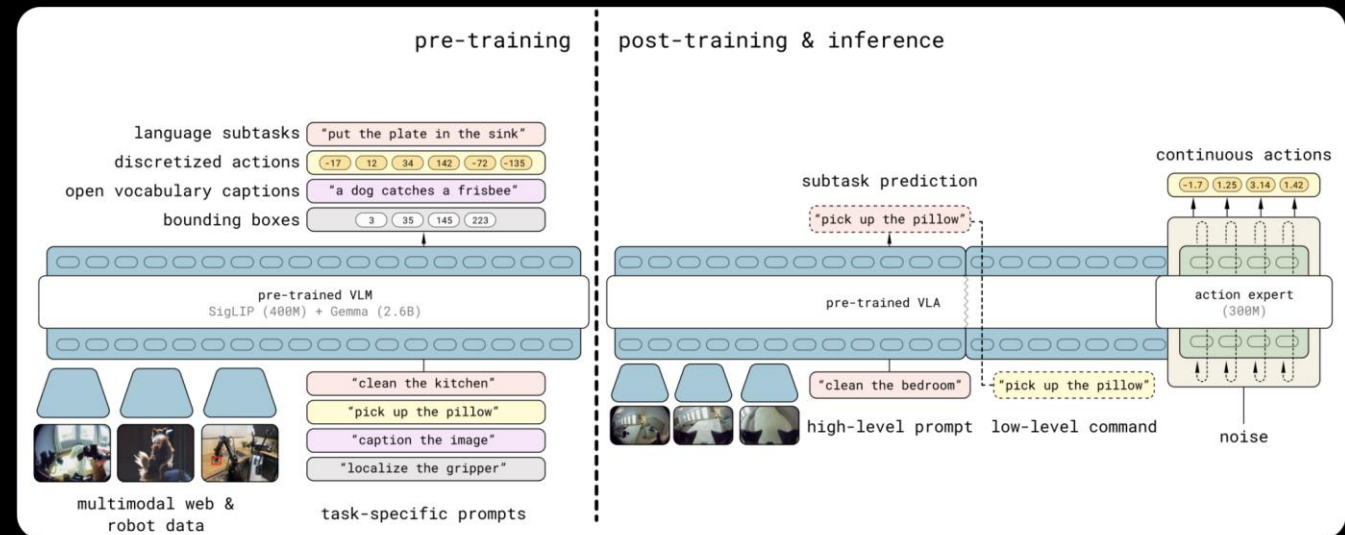 pre-training
post-training & inference
language subtasks "put the plate in the sink"
discretized actions -17 12 34 142 -72 -135
open vocabulary captions "a dog catches a frisbee"
bounding boxes 3 35 145 223
pre-trained VLM
SigLIP (400M) + Gemma (2.6B)
"clean the kitchen"
"pick up the pillow"
"caption the image"
"localize the gripper"
multimodal web &
robot data
task-specific prompts
subtask prediction
"pick up the pillow"
continuous actions
-1.7 1.25 3.14 1.42
pre-trained VLA
action expert
(300M)
"clean the bedroom"
"pick up the pillow"
high-level prompt
low-level command
noise